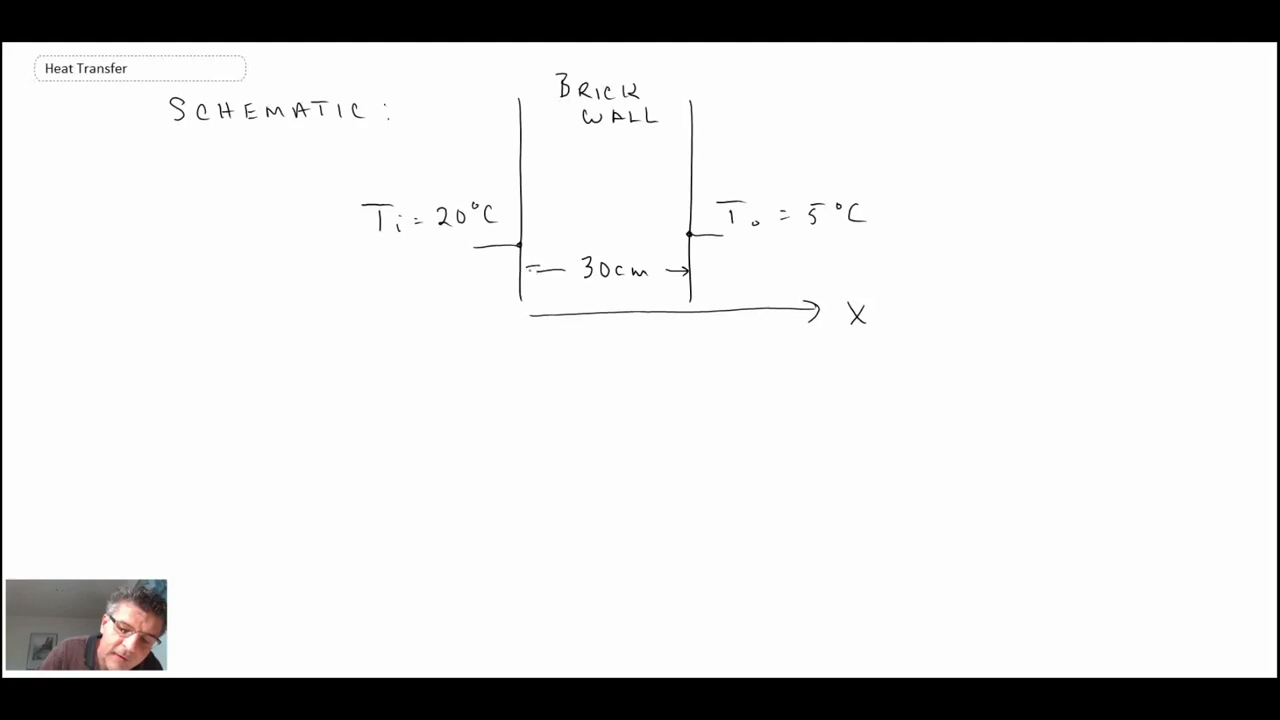 Heat Transfer
SCHEMATIC:
BRICK
WALL
Ti = 20°C
To = 5°C
30cm
X